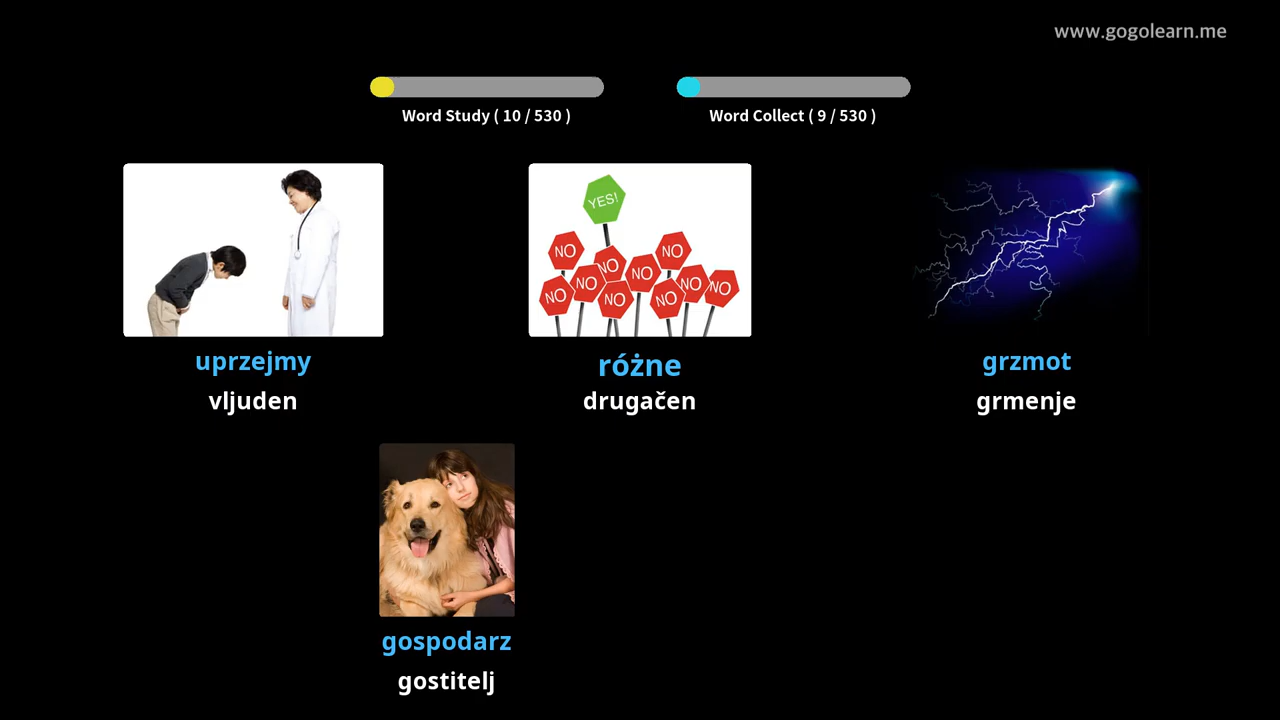 www.gogolearn.me
Word Study ( 10 / 530 )
Word Collect ( 9 / 530 )
YES!
NO
NO
NO
NO
NO
NO
NO
NO
NO
NO
uprzejmy
vljuden
różne
drugačen
grzmot
grmenje
gospodarz
gostitelj